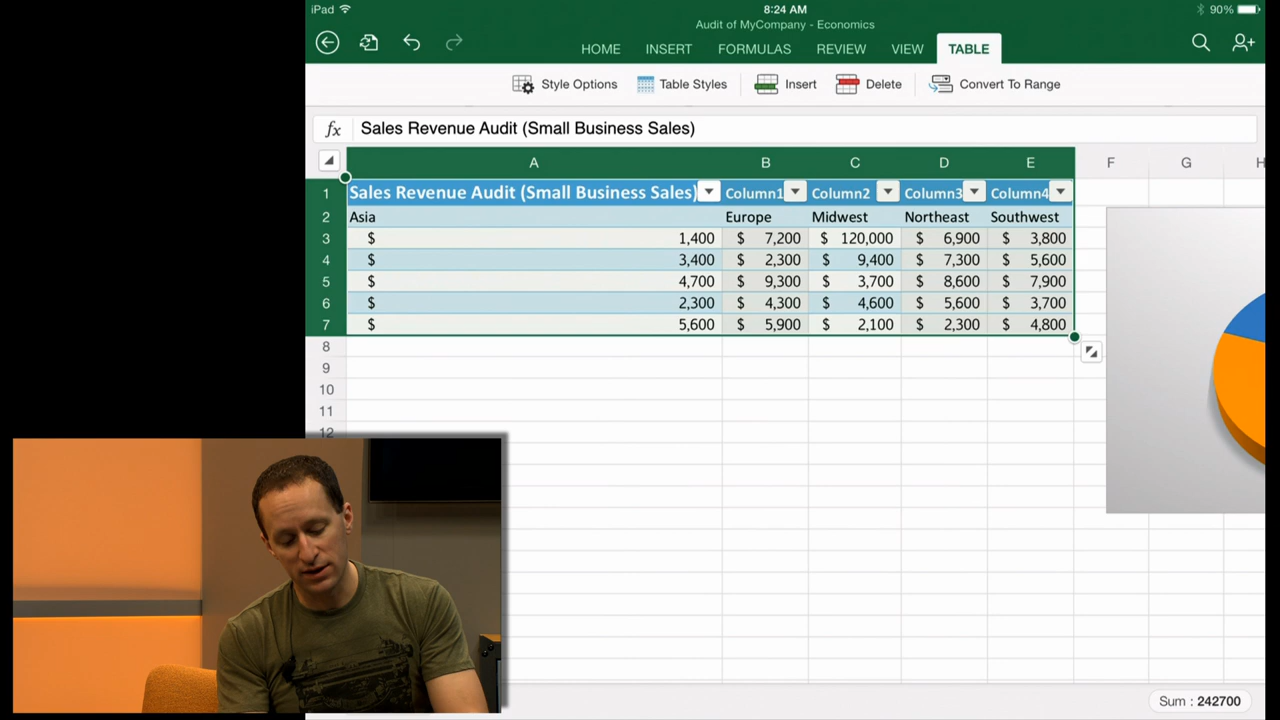 iPad 8:24 AM 90%
Audit of MyCompany - Economics
HOME INSERT FORMULAS REVIEW VIEW TABLE
Style Options Table Styles Insert Delete Convert To Range
fx Sales Revenue Audit (Small Business Sales)
A B C D E F G H
1 Sales Revenue Audit (Small Business Sales) Column1 Column2 Column3 Column4
2 Asia Europe Midwest Northeast Southwest
3 $ 1,400 $ 7,200 $ 120,000 $ 6,900 $ 3,800
4 3,400 $ 2,300 $ 9,400 $ 7,300 $ 5,600
5 $ 4,700 $ 9,300 $ 3,700 $ 8,600 $ 7,900
6 $ 2,300 $ 4,300 $ 4,600 $ 5,600 $ 3,700
7 $ 5,600 $ 5,900 $ 2,100 $ 2,300 $ 4,800
8
9
10
11
12
Sum : 242700